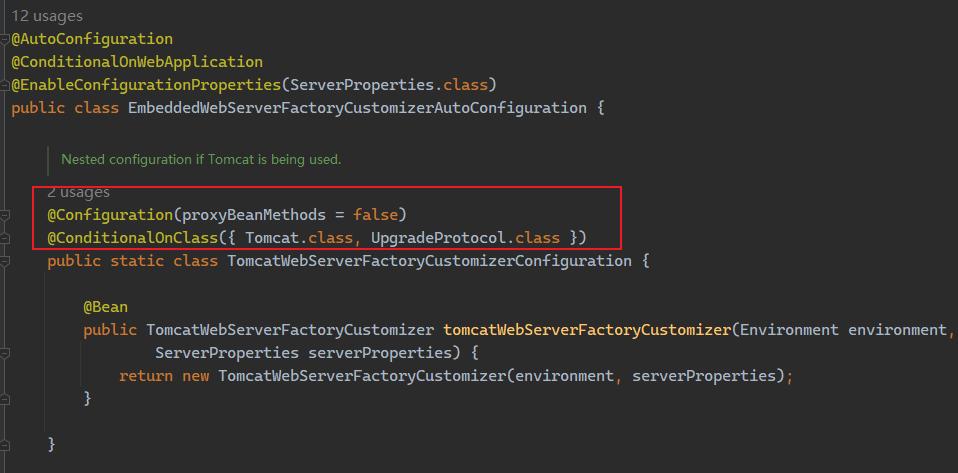 12 usages
@AutoConfiguration
@ConditionalOnWebApplication
@EnableConfigurationProperties(ServerProperties.class)
public class EmbeddedWebServerFactoryCustomizerAutoConfiguration {
Nested configuration if Tomcat is being used.
2 usages
@Configuration(proxyBeanMethods = false)
@ConditionalOnClass({ Tomcat.class, UpgradeProtocol.class })
public static class TomcatWebServerFactoryCustomizerConfiguration {
@Bean
public TomcatWebServerFactoryCustomizer tomcatWebServerFactoryCustomizer(Environment environment,
ServerProperties serverProperties) {
return new TomcatWebServerFactoryCustomizer(environment, serverProperties);
}
}